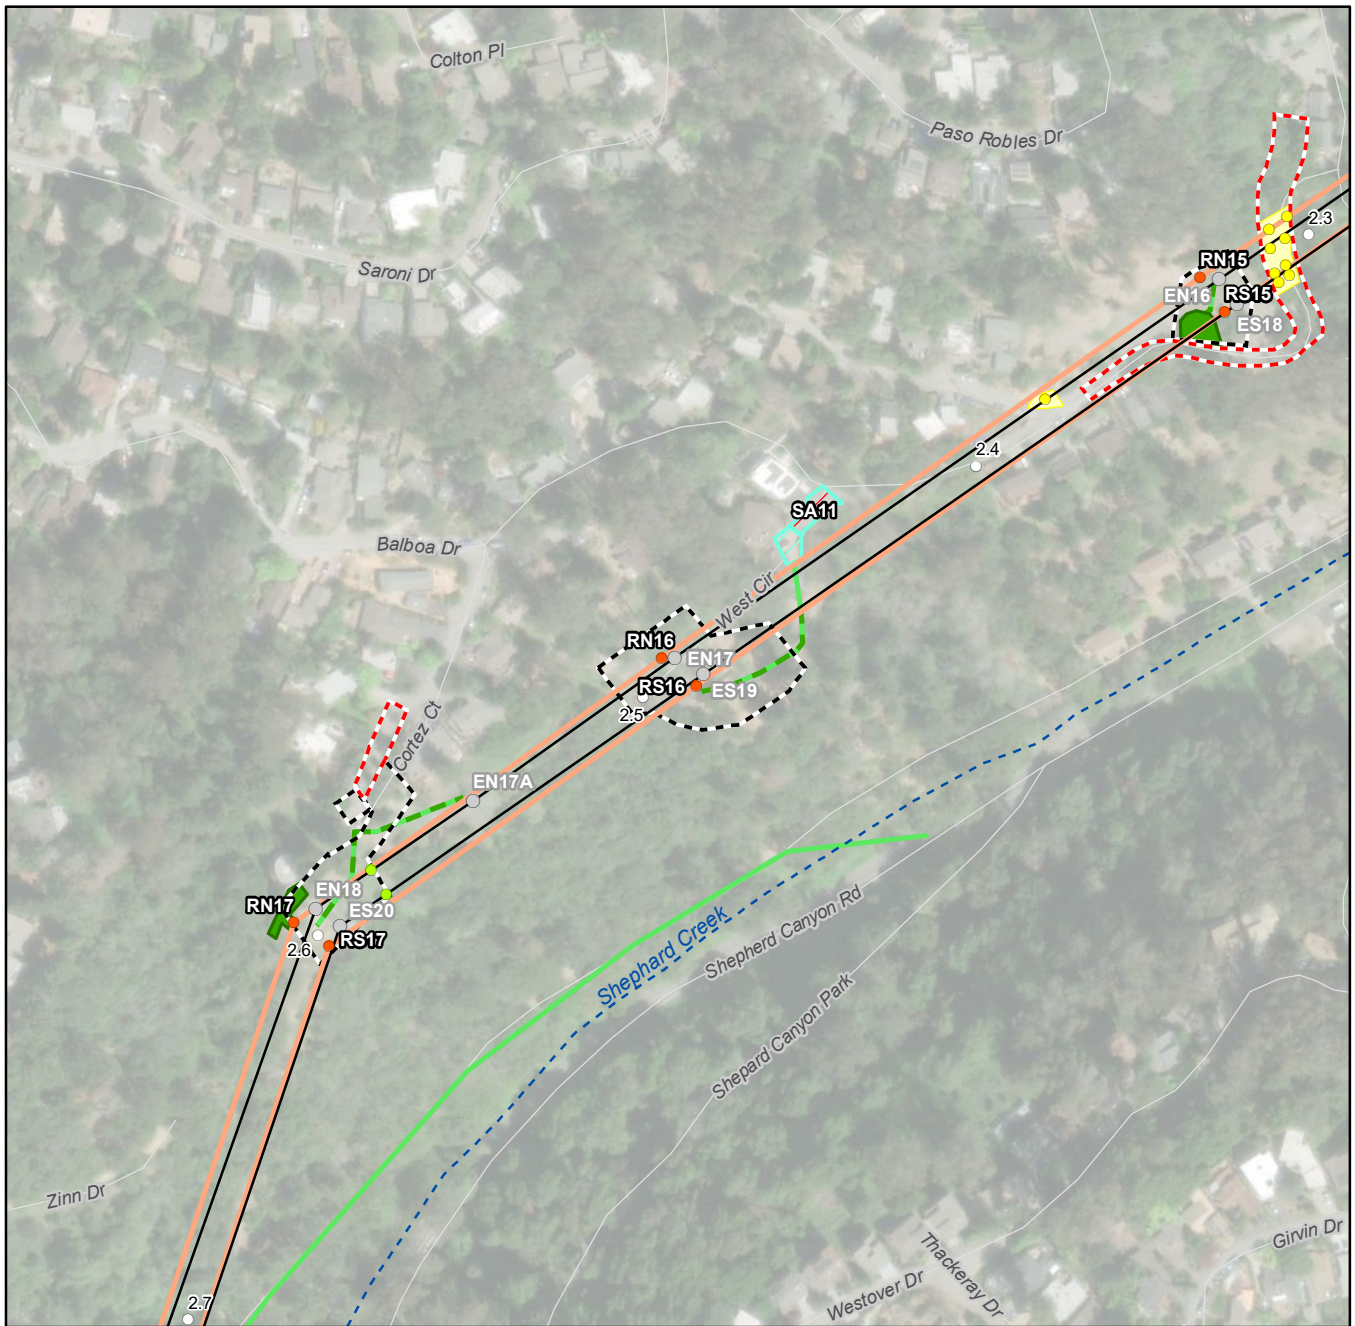 Colton Pl
Paso Robles Dr
2.3
RN15
Saroni Dr
EN16
RS15
ES18
2.4
SA11
Balboa Dr
West Cir
RN16
EN17
RS16
ES19
2.5
Cortez Ct
EN17A
EN18
RN17
ES20
RS17
2.6
Shephard Creek
Shepherd Canyon Rd
Shepard Canyon Park
Zinn Dr
Girvin Dr
Thackeray Dr
Westover Dr
2.7